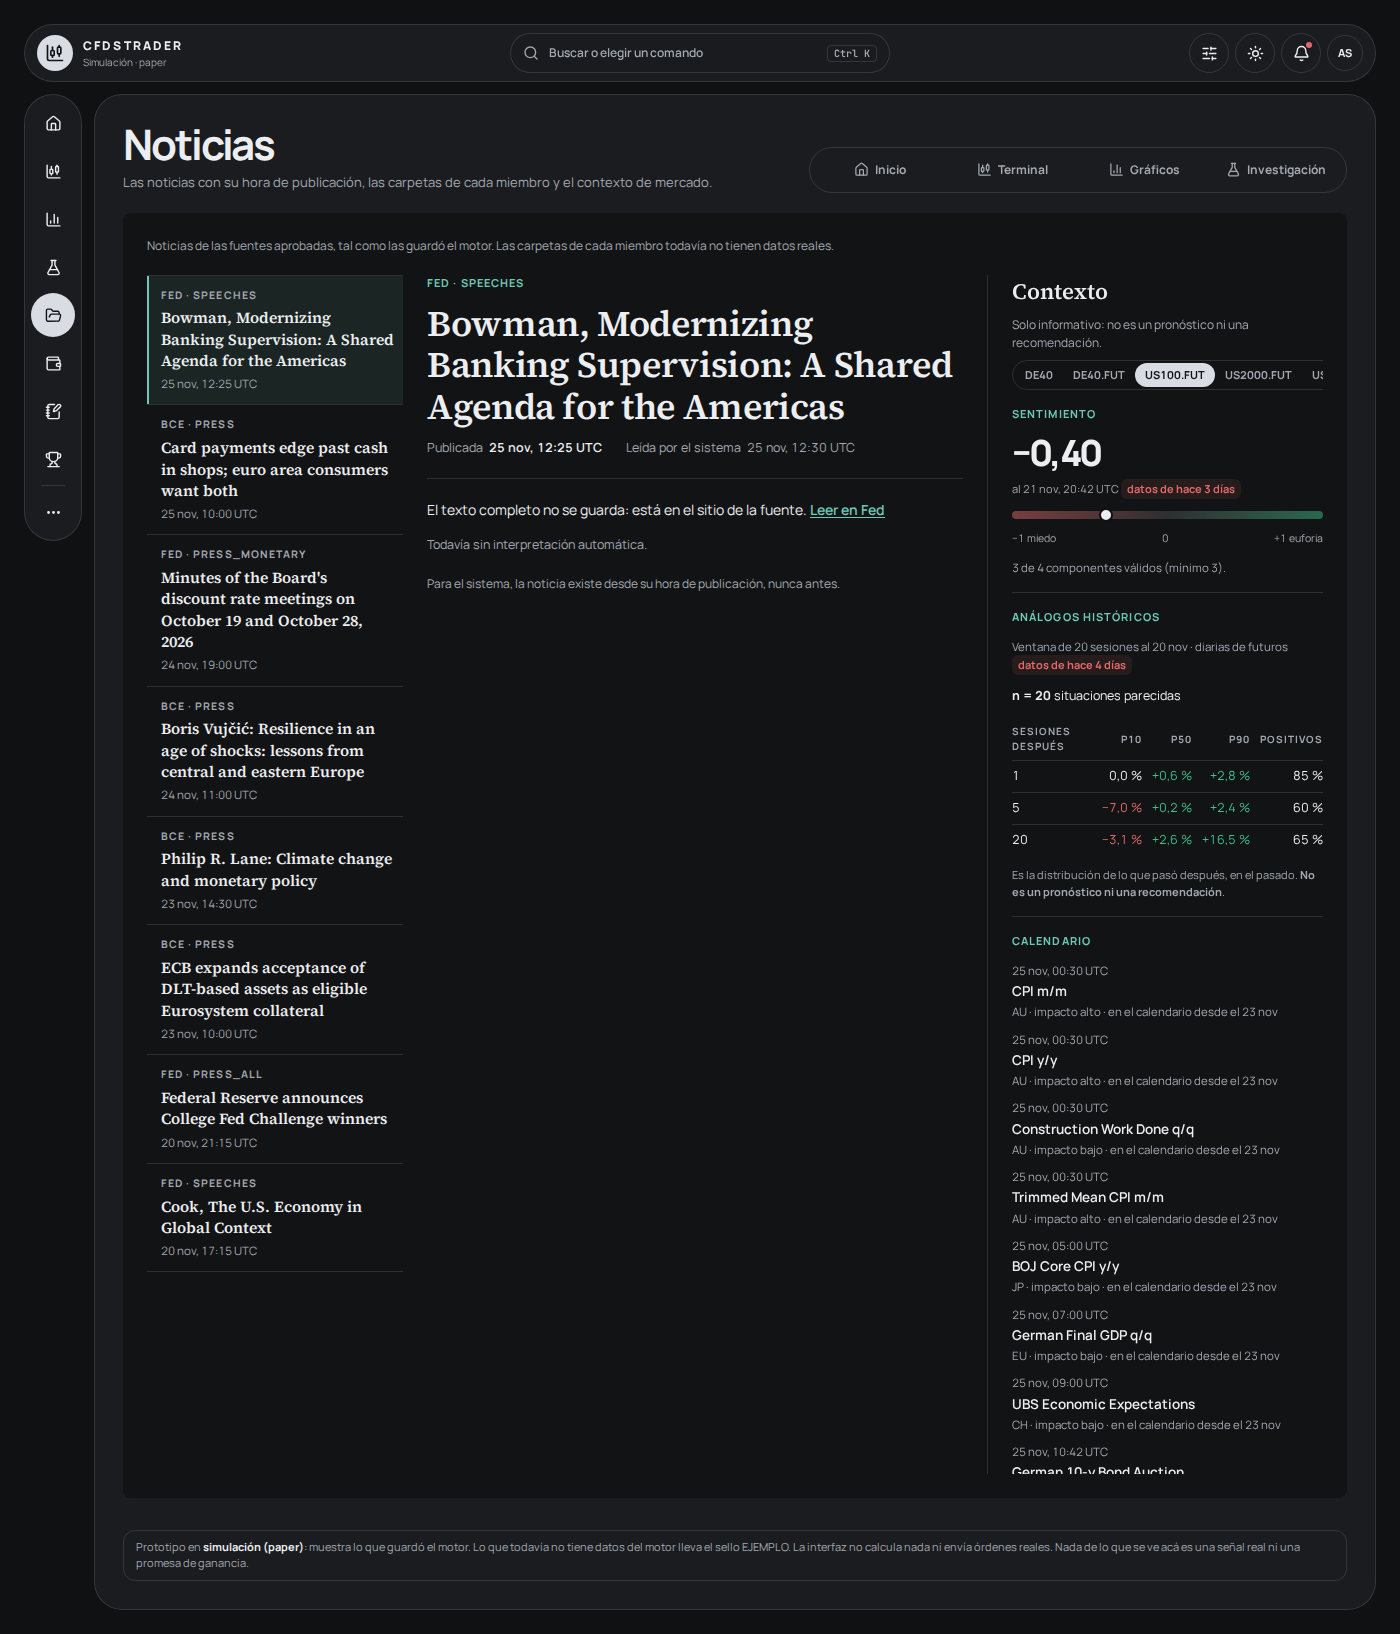 CFDSTRADER
Simulación · paper
Buscar o elegir un comando
Ctrl K
AS
Noticias
Las noticias con su hora de publicación, las carpetas de cada miembro y el contexto de mercado.
Inicio
Terminal
Gráficos
Investigación
Noticias de las fuentes aprobadas, tal como las guardó el motor. Las carpetas de cada miembro todavía no tienen datos reales.
FED · SPEECHES
Bowman, Modernizing
Banking Supervision: A Shared
Agenda for the Americas
25 nov, 12:25 UTC
BCE · PRESS
Card payments edge past cash
in shops; euro area consumers
want both
25 nov, 10:00 UTC
FED · PRESS_MONETARY
Minutes of the Board's
discount rate meetings on
October 19 and October 28,
2026
24 nov, 19:00 UTC
BCE · PRESS
Boris Vujčić: Resilience in an
age of shocks: lessons from
central and eastern Europe
24 nov, 11:00 UTC
BCE · PRESS
Philip R. Lane: Climate change
and monetary policy
23 nov, 14:30 UTC
BCE · PRESS
ECB expands acceptance of
DLT-based assets as eligible
Eurosystem collateral
23 nov, 10:00 UTC
FED · PRESS_ALL
Federal Reserve announces
College Fed Challenge winners
20 nov, 21:15 UTC
FED · SPEECHES
Cook, The U.S. Economy in
Global Context
20 nov, 17:15 UTC
FED · SPEECHES
Bowman, Modernizing
Banking Supervision: A Shared
Agenda for the Americas
Publicada 25 nov, 12:25 UTC Leída por el sistema 25 nov, 12:30 UTC
El texto completo no se guarda: está en el sitio de la fuente. Leer en Fed
Todavía sin interpretación automática.
Para el sistema, la noticia existe desde su hora de publicación, nunca antes.
Contexto
Solo informativo: no es un pronóstico ni una
recomendación.
DE40 DE40.FUT US100.FUT US2000.FUT
SENTIMIENTO
−0,40
al 21 nov, 20:42 UTC datos de hace 3 días
−1 miedo 0 +1 euforia
3 de 4 componentes válidos (mínimo 3).
ANÁLOGOS HISTÓRICOS
Ventana de 20 sesiones al 20 nov · diarias de futuros
datos de hace 4 días
n = 20 situaciones parecidas
SESIONES
DESPUÉS P10 P50 P90 POSITIVOS
1 0,0 % +0,6 % +2,8 % 85 %
5 −7,0 % +0,2 % +2,4 % 60 %
20 −3,1 % +2,6 % +16,5 % 65 %
Es la distribución de lo que pasó después, en el pasado. No
es un pronóstico ni una recomendación.
CALENDARIO
25 nov, 00:30 UTC
CPI m/m
AU · impacto alto · en el calendario desde el 23 nov
25 nov, 00:30 UTC
CPI y/y
AU · impacto alto · en el calendario desde el 23 nov
25 nov, 00:30 UTC
Construction Work Done q/q
AU · impacto bajo · en el calendario desde el 23 nov
25 nov, 00:30 UTC
Trimmed Mean CPI m/m
AU · impacto alto · en el calendario desde el 23 nov
25 nov, 05:00 UTC
BOJ Core CPI y/y
JP · impacto bajo · en el calendario desde el 23 nov
25 nov, 07:00 UTC
German Final GDP q/q
EU · impacto bajo · en el calendario desde el 23 nov
25 nov, 09:00 UTC
UBS Economic Expectations
CH · impacto bajo · en el calendario desde el 23 nov
25 nov, 10:42 UTC
German 10-y Bond Auction
Prototipo en simulación (paper): muestra lo que guardó el motor. Lo que todavía no tiene datos del motor lleva el sello EJEMPLO. La interfaz no calcula nada ni envía órdenes reales. Nada de lo que se ve acá es una señal real ni una
promesa de ganancia.